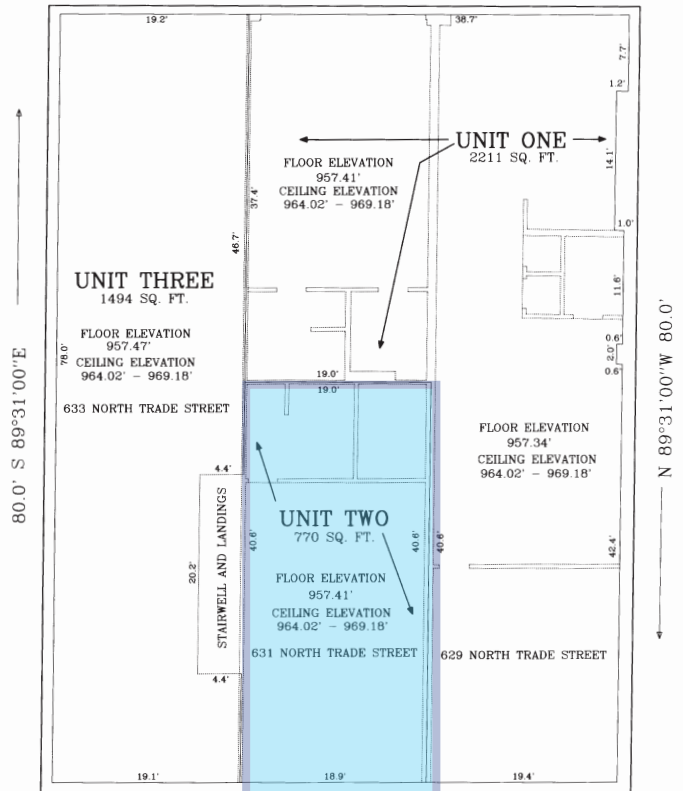 19.2'
38.7'
7.7'
1.2'
UNIT ONE
2211 SQ. FT.
14.1'
FLOOR ELEVATION
957.41'
CEILING ELEVATION
964.02' - 969.18'
37.4'
1.0'
46.7'
UNIT THREE
1494 SQ. FT.
11.6'
FLOOR ELEVATION
957.47'
CEILING ELEVATION
964.02' - 969.18'
78.0'
0.6'
2.0'
0.6'
19.0'
19.0'
633 NORTH TRADE STREET
80.0' S 89°31'00"E
N 89°31'00"W 80.0'
FLOOR ELEVATION
957.34'
CEILING ELEVATION
964.02' - 969.18'
4.4'
UNIT TWO
770 SQ. FT.
40.6'
40.6'
40.6'
42.4'
STAIRWELL AND LANDINGS
20.2'
FLOOR ELEVATION
957.41'
CEILING ELEVATION
964.02' - 969.18'
631 NORTH TRADE STREET
629 NORTH TRADE STREET
4.4'
19.1'
18.9'
19.4'